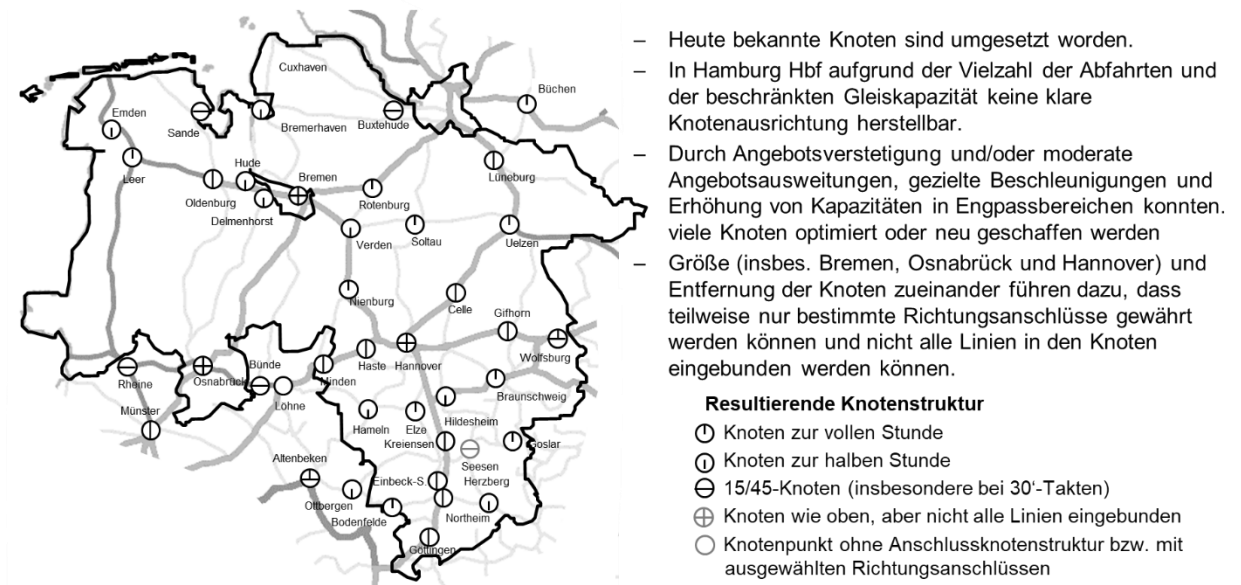 Cuxhaven
Büchen
Emden
Sande
Bremerhaven
Buxtehude
Leer
Hude
Bremen
Lüneburg
Oldenburg
Rotenburg
Delmenhorst
Verden
Soltau
Uelzen
Nienburg
Celle
Gifhorn
Bünde
Wolfsburg
Rheine
Osnabrück
Minden
Haste
Hannover
Braunschweig
Münster
Löhne
Hameln
Elze
Hildesheim
Kreiensen
Goslar
Seesen
Altenbeken
Einbeck-S.
Herzberg
Ottbergen
Bodenfelde
Northeim
Göttingen
– Heute bekannte Knoten sind umgesetzt worden.
– In Hamburg Hbf aufgrund der Vielzahl der Abfahrten und
der beschränkten Gleiskapazität keine klare
Knotenausrichtung herstellbar.
– Durch Angebotsverstetigung und/oder moderate
Angebotsausweitungen, gezielte Beschleunigungen und
Erhöhung von Kapazitäten in Engpassbereichen konnten.
viele Knoten optimiert oder neu geschaffen werden
– Größe (insbes. Bremen, Osnabrück und Hannover) und
Entfernung der Knoten zueinander führen dazu, dass
teilweise nur bestimmte Richtungsanschlüsse gewährt
werden können und nicht alle Linien in den Knoten
eingebunden werden können.
Resultierende Knotenstruktur
Knoten zur vollen Stunde
Knoten zur halben Stunde
15/45-Knoten (insbesondere bei 30‘-Takten)
Knoten wie oben, aber nicht alle Linien eingebunden
Knotenpunkt ohne Anschlussknotenstruktur bzw. mit
ausgewählten Richtungsanschlüssen